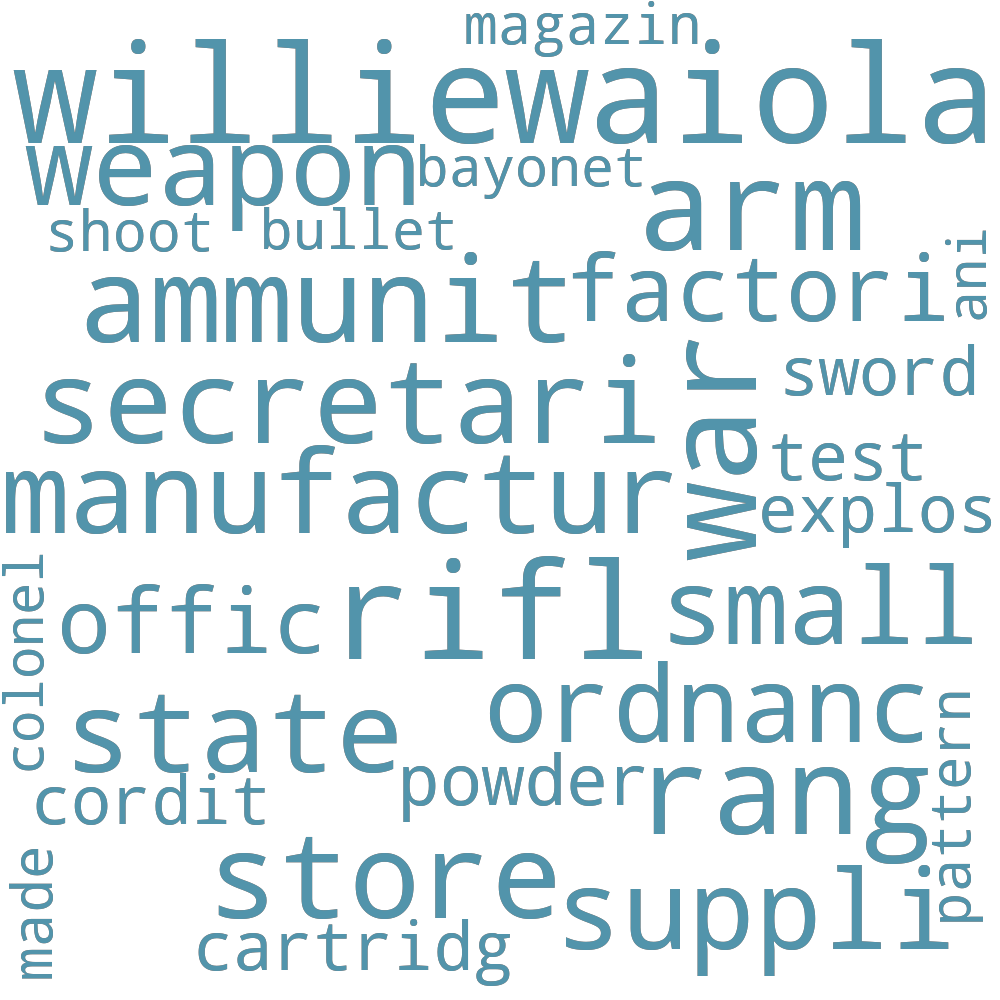 magazin
williewaiola
weapon
bayonet
arm
shoot
bullet
ani
ammunit
factori
sword
secretari
war
test
manufactur
explos
colonel
offic
rifl
small
ordnanc
state
pattern
powder
rang
cordit
made
store
suppli
cartridg